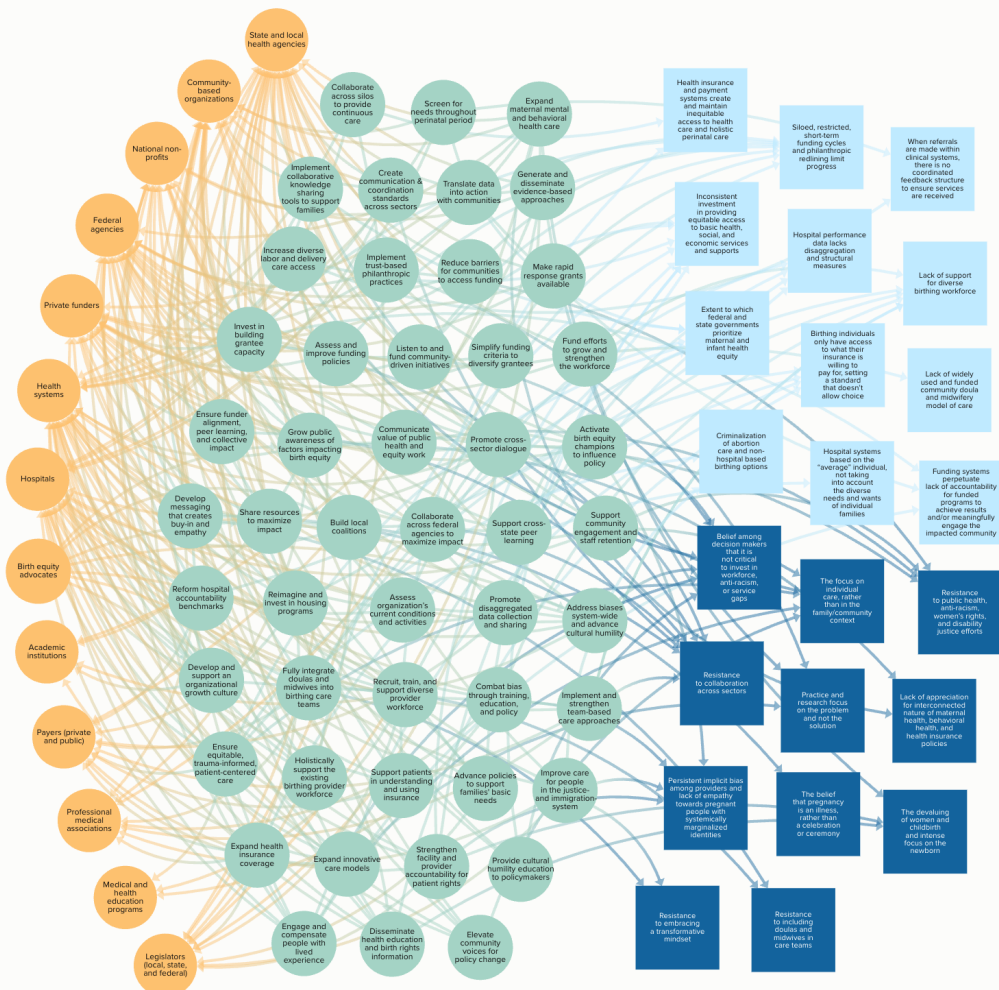 State and local
health agencies
Community-
based
organizations
National non-
profits
Federal
agencies
Private funders
Health
systems
Hospitals
Birth equity
advocates
Academic
institutions
Payers (private
and public)
Professional
medical
associations
Medical and
health
education
programs
Legislators
(local, state,
and federal)
Collaborate
across silos
to provide
continuous
care
Screen for
needs throughout
perinatal period
Expand
maternal mental
and behavioral
health care
Implement
collaborative
knowledge
sharing
tools to support
families
Create
communication &
coordination
standards
across sectors
Translate data
into action
with communities
Generate and
disseminate
evidence-based
approaches
Increase diverse
labor and delivery
care access
Implement
trust-based
philanthropic
practices
Reduce barriers
for communities
to access funding
Make rapid
response grants
available
Invest in
building
grantee
capacity
Assess and
improve funding
policies
Listen to and
fund community-
driven initiatives
Simplify funding
criteria to
diversify grantees
Fund efforts
to grow and
strengthen
the workforce
Ensure funder
alignment,
peer learning,
and collective
impact
Grow public
awareness of
factors impacting
birth equity
Communicate
value of public
health and
equity work
Promote cross-
sector dialogue
Activate
birth equity
champions
to influence
policy
Develop
messaging
that creates
buy-in and
empathy
Share resources
to maximize
impact
Build local
coalitions
Collaborate
across federal
agencies to
maximize impact
Support cross-
state peer
learning
Support
community
engagement and
staff retention
Reform hospital
accountability
benchmarks
Reimagine and
invest in housing
programs
Assess
organization's
current conditions
and activities
Promote
disaggregated
data collection
and sharing
Address biases
system-wide
and advance
cultural humility
Develop and
support an
organizational
growth culture
Fully integrate
doulas and
midwives into
birthing care
teams
Recruit, train, and
support diverse
provider
workforce
Combat bias
through training,
education,
and policy
Implement and
strengthen
team-based
care approaches
Ensure
equitable,
trauma-informed,
patient-centered
care
Holistically
support the
existing
birthing provider
workforce
Support patients
in understanding
and using
insurance
Advance policies
to support
families' basic
needs
Improve care
for people
in the justice-
and immigration-
system
Expand health
insurance
coverage
Expand innovative
care models
Strengthen
facility and
provider
accountability for
patient rights
Provide cultural
humility education
to policymakers
Engage and
compensate
people with
lived
experience
Disseminate
health education
and birth rights
information
Elevate
community
voices for
policy change
Health insurance
and payment
systems create
and maintain
inequitable
access to health
care and holistic
perinatal care
Siloed, restricted,
short-term
funding cycles
and philanthropic
redlining limit
progress
When referrals
are made within
clinical systems,
there is no
coordinated
feedback structure
to ensure services
are received
Inconsistent
investment
in providing
equitable access
to basic health,
social, and
economic services
and supports
Hospital performance
data lacks
disaggregation
and structural
measures
Lack of support
for diverse
birthing workforce
Extent to which
federal and
state governments
prioritize
maternal and
infant health
equity
Birthing individuals
only have access
to what their
insurance is
willing to
pay for, setting
a standard
that doesn't
allow choice
Lack of widely
used and funded
community doula
and midwifery
model of care
Criminalization
of abortion
care and non-
hospital based
birthing options
Hospital systems
based on the
"average" individual,
not taking
into account
the diverse
needs and wants
of individual
families
Funding systems
perpetuate
lack of accountability
for funded
programs to
achieve results
and/or meaningfully
engage the
impacted community
Belief among
decision makers
that it is
not critical
to invest in
workforce,
anti-racism,
or service
gaps
The focus on
individual
care, rather
than in the
family/community
context
Resistance
to public health,
anti-racism,
women's rights,
and disability
justice efforts
Resistance
to collaboration
across sectors
Practice and
research focus
on the problem
and not the
solution
Lack of appreciation
for interconnected
nature of maternal
health, behavioral
health, and
health insurance
policies
Persistent implicit bias
among providers and
lack of empathy
towards pregnant
people with
systemically
marginalized
identities
The belief
that pregnancy
is an illness,
rather than
a celebration
or ceremony
The devaluing
of women and
childbirth
and intense
focus on the
newborn
Resistance
to embracing
a transformative
mindset
Resistance
to including
doulas and
midwives in
care teams